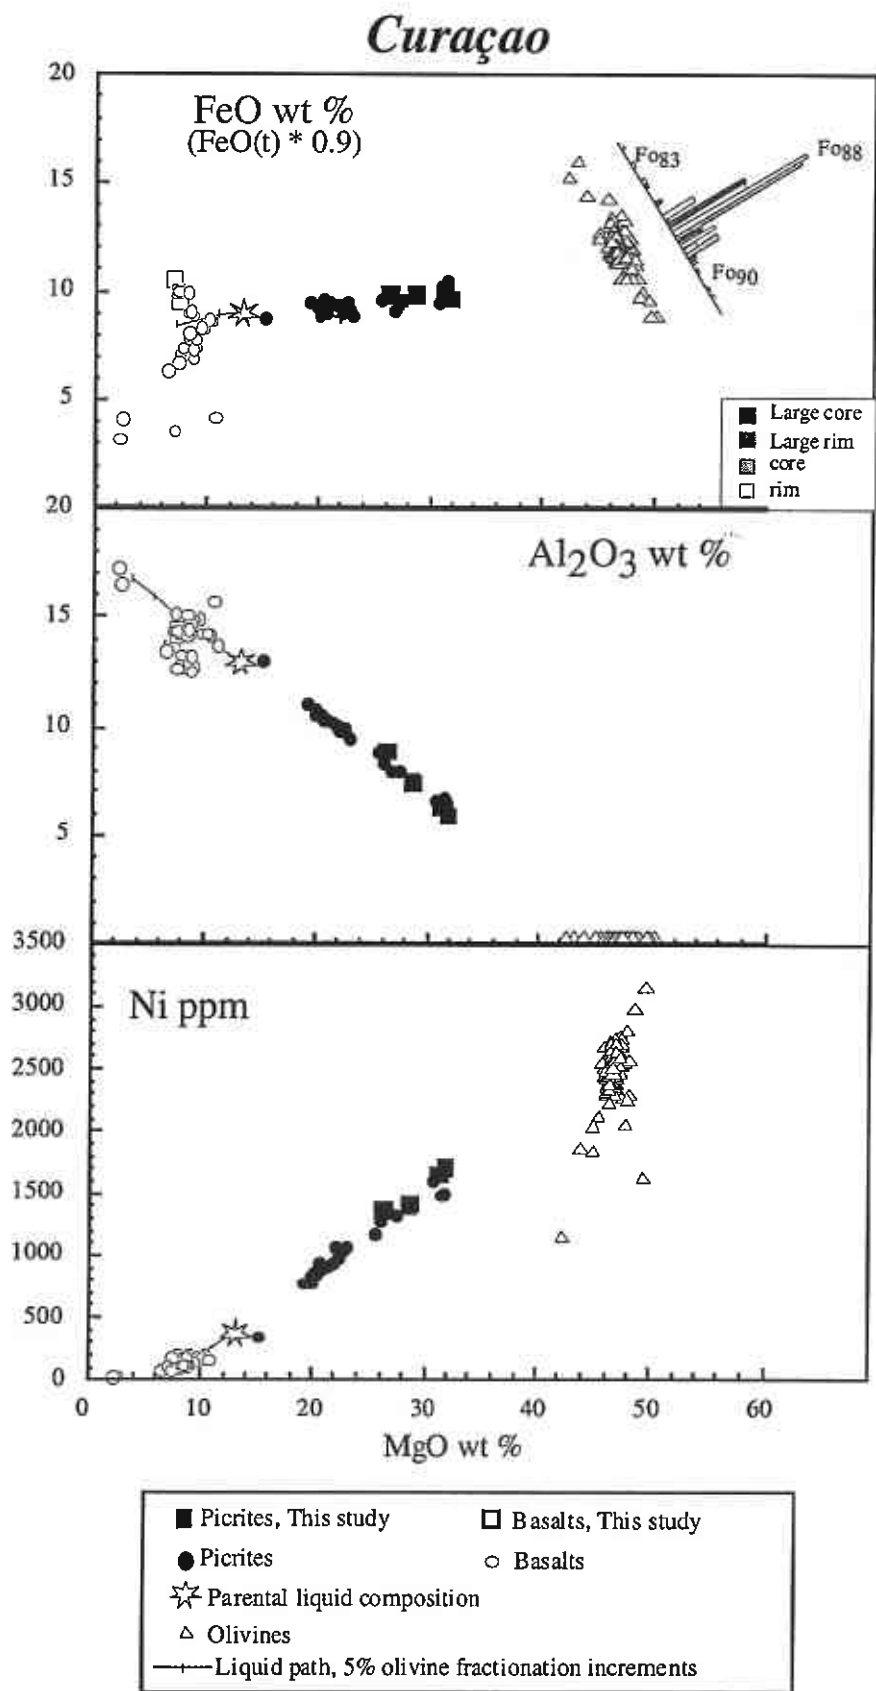 Curaçao
20
FeO wt %
(FeO(t) * 0.9)
Fo83
Fo88
15
Fo90
10
5
Large core
Large rim
core
rim
20
Al2O3 wt %
15
10
5
3500
Ni ppm
3000
2500
2000
1500
1000
500
0
0 10 20 30 40 50 60
MgO wt %
Picrites, This study
Basalts, This study
Picrites
Basalts
Parental liquid composition
Olivines
Liquid path, 5% olivine fractionation increments